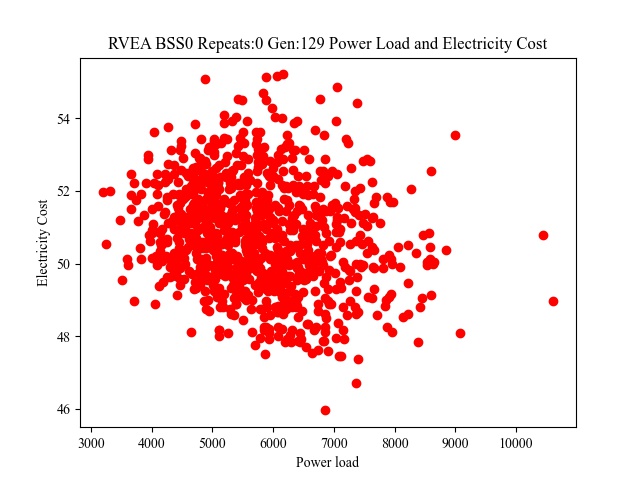 RVEA BSS0 Repeats:0 Gen:129 Power Load and Electricity Cost
Electricity Cost
54
52
50
48
46
3000 4000 5000 6000 7000 8000 9000 10000
Power load